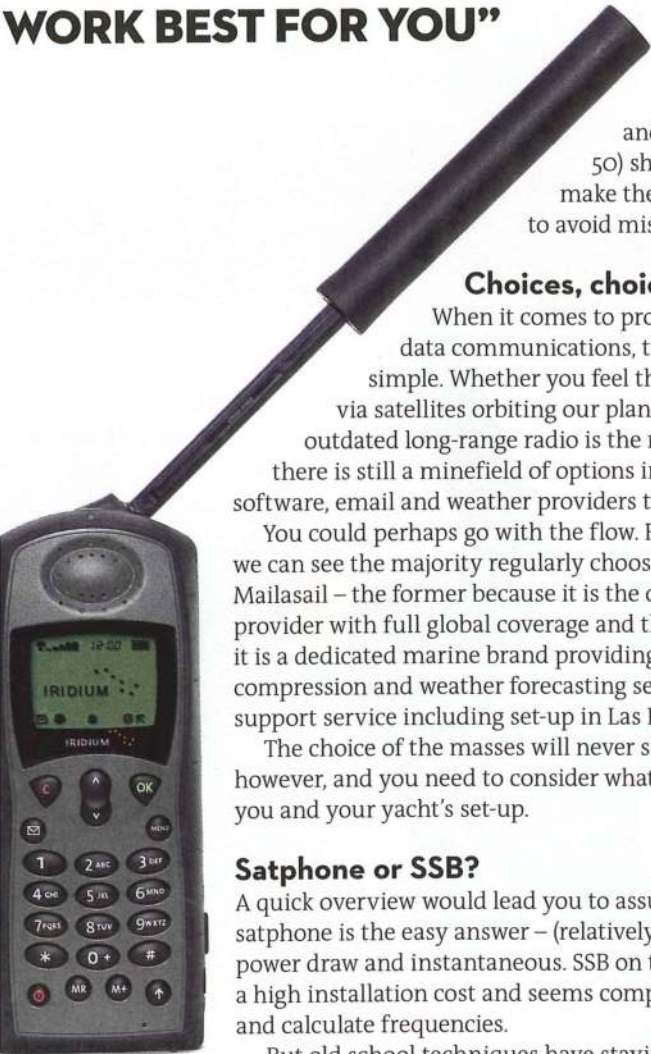 WORK BEST FOR YOU”
and
50) sh
make the
to avoid mis
Choices, choic
When it comes to pro
data communications, t
simple. Whether you feel th
via satellites orbiting our plan
outdated long-range radio is the r
there is still a minefield of options i
software, email and weather providers t
You could perhaps go with the flow. F
we can see the majority regularly choos
Mailasail – the former because it is the o
provider with full global coverage and th
it is a dedicated marine brand providing
compression and weather forecasting se
support service including set-up in Las P
The choice of the masses will never s
however, and you need to consider what
you and your yacht’s set-up.
Satphone or SSB?
A quick overview would lead you to assu
satphone is the easy answer – (relatively
power draw and instantaneous. SSB on t
a high installation cost and seems comp
and calculate frequencies.
But old school techniques have stayi
12:00
IRIDIUM
IRIDIUM
C
OK
MENU
1
2 ABC
3 DEF
4 GHI
5 JKL
6 MNO
7 PQRS
8 TUV
9 WXYZ
*
0 +
#
MR
M+